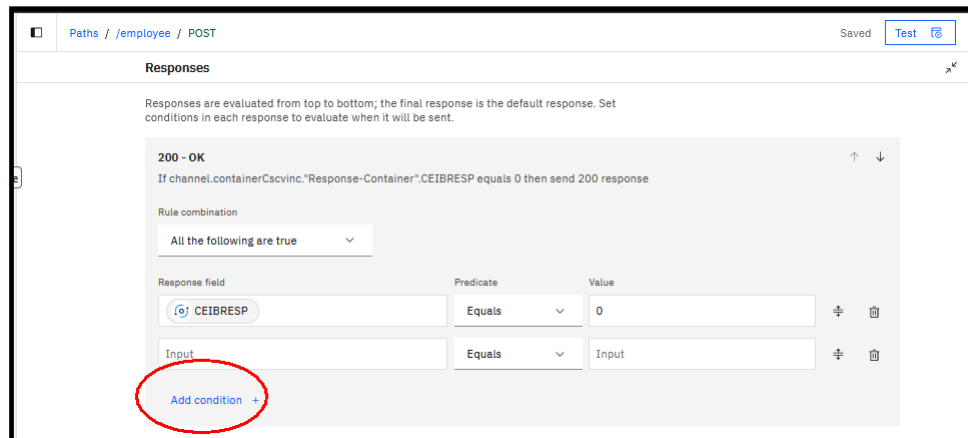 Paths / /employee / POST
Saved
Test
Responses
Responses are evaluated from top to bottom; the final response is the default response. Set
conditions in each response to evaluate when it will be sent.
200 - OK
If channel.containerCscvinc."Response-Container".CEIBRESP equals 0 then send 200 response
Rule combination
All the following are true
Response field
Predicate
Value
CEIBRESP
Equals
0
Input
Equals
Input
Add condition +